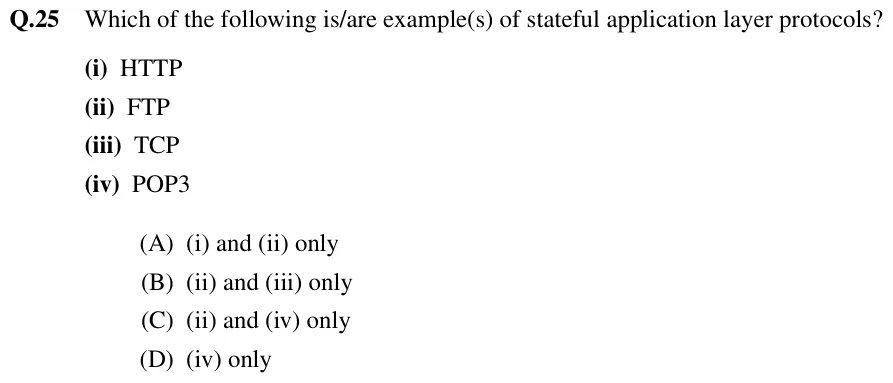 Q.25 Which of the following is/are example(s) of stateful application layer protocols?
(i) HTTP
(ii) FTP
(iii) TCP
(iv) POP3
(A) (i) and (ii) only
(B) (ii) and (iii) only
(C) (ii) and (iv) only
(D) (iv) only